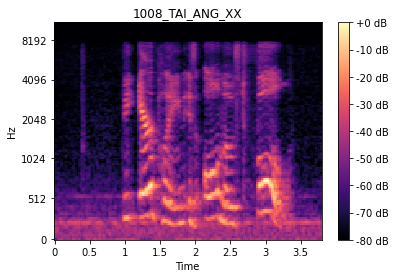 1008_TAI_ANG_XX
Hz
8192
4096
2048
1024
512
0
0 0.5 1 1.5 2 2.5 3 3.5
Time
+0 dB
-10 dB
-20 dB
-30 dB
-40 dB
-50 dB
-60 dB
-70 dB
-80 dB